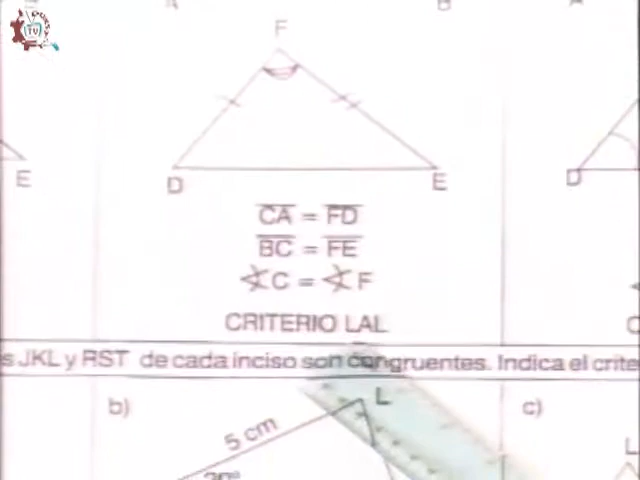 A B A
F
E D E D
CA = FD
BC = FE
∢C = ∢F
CRITERIO LAL
s JKL y RST de cada inciso son congruentes. Indica el crite
b) L c)
5 cm
L